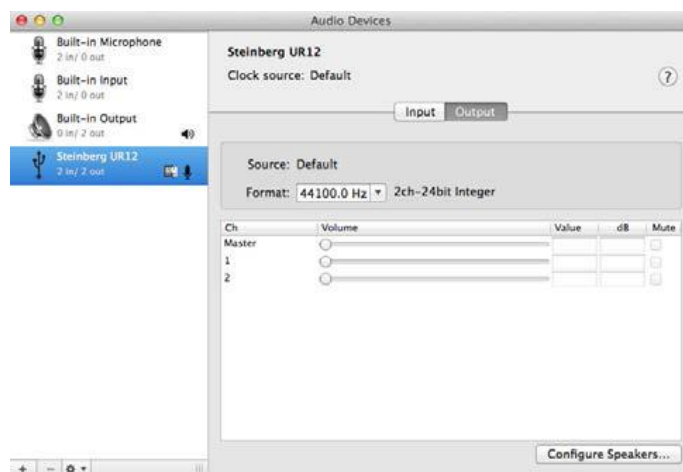 Audio Devices
Built-in Microphone
2 in/ 0 out
Built-in Input
2 in/ 0 out
Built-in Output
0 in/ 2 out
Steinberg UR12
2 in/ 2 out
Steinberg UR12
Clock source: Default
?
Input Output
Source: Default
Format: 44100.0 Hz 2ch-24bit Integer
Ch Volume Value dB Mute
Master
1
2
Configure Speakers...